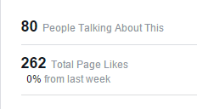 80 People Talking About This
262 Total Page Likes
0% from last week